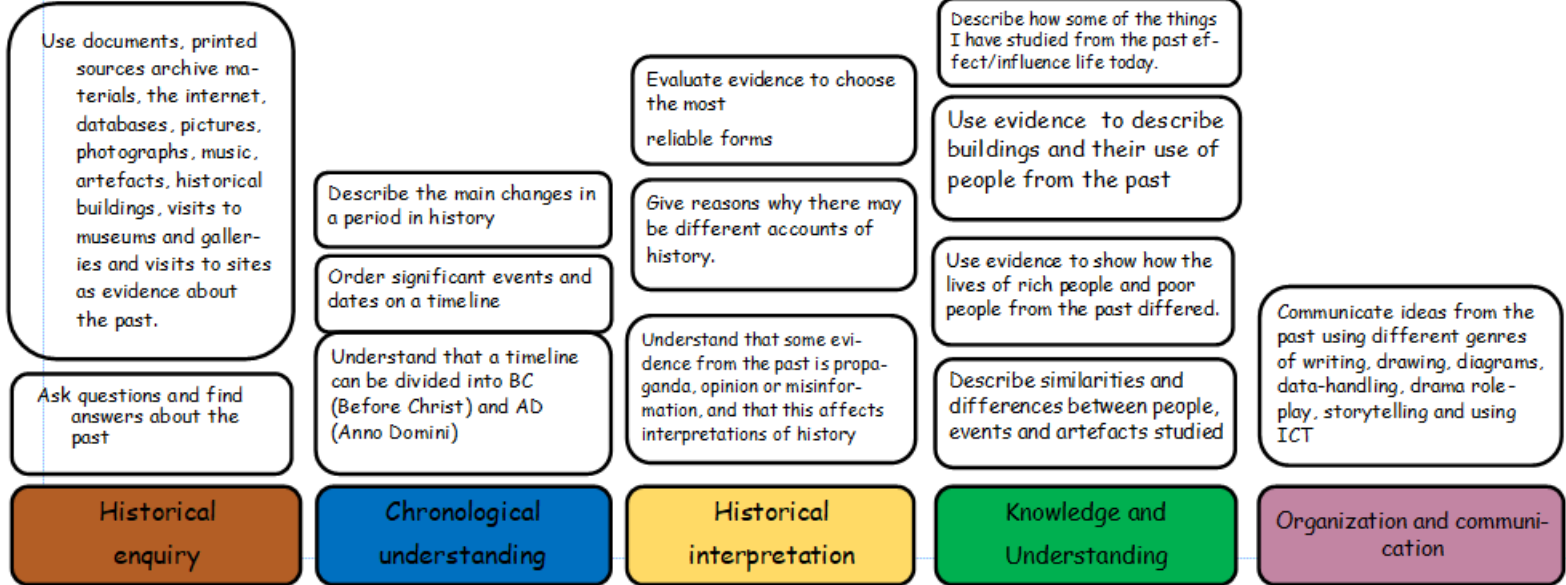 Use documents, printed
sources archive ma-
terials, the internet,
databases, pictures,
photographs, music,
artefacts, historical
buildings, visits to
museums and galler-
ies and visits to sites
as evidence about
the past.
Ask questions and find
answers about the
past
Historical
enquiry
Describe the main changes in
a period in history
Order significant events and
dates on a timeline
Understand that a timeline
can be divided into BC
(Before Christ) and AD
(Anno Domini)
Chronological
understanding
Evaluate evidence to choose
the most
reliable forms
Give reasons why there may
be different accounts of
history.
Understand that some evi-
dence from the past is propa-
ganda, opinion or misinfor-
mation, and that this affects
interpretations of history
Historical
interpretation
Describe how some of the things
I have studied from the past ef-
fect/influence life today.
Use evidence to describe
buildings and their use of
people from the past
Use evidence to show how the
lives of rich people and poor
people from the past differed.
Describe similarities and
differences between people,
events and artefacts studied
Knowledge and
Understanding
Communicate ideas from the
past using different genres
of writing, drawing, diagrams,
data-handling, drama role-
play, storytelling and using
ICT
Organization and communi-
cation